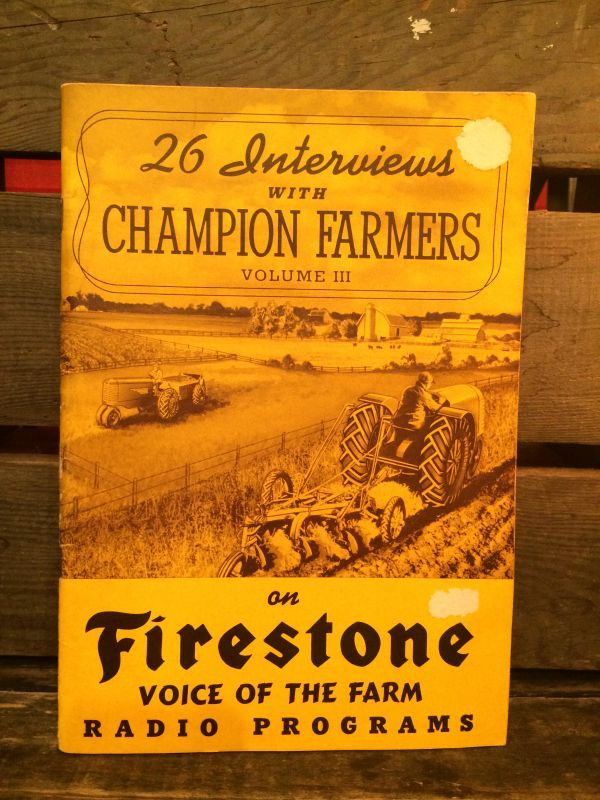 26 Interviews
WITH
CHAMPION FARMERS
VOLUME III
on
Firestone
VOICE OF THE FARM
RADIO PROGRAMS